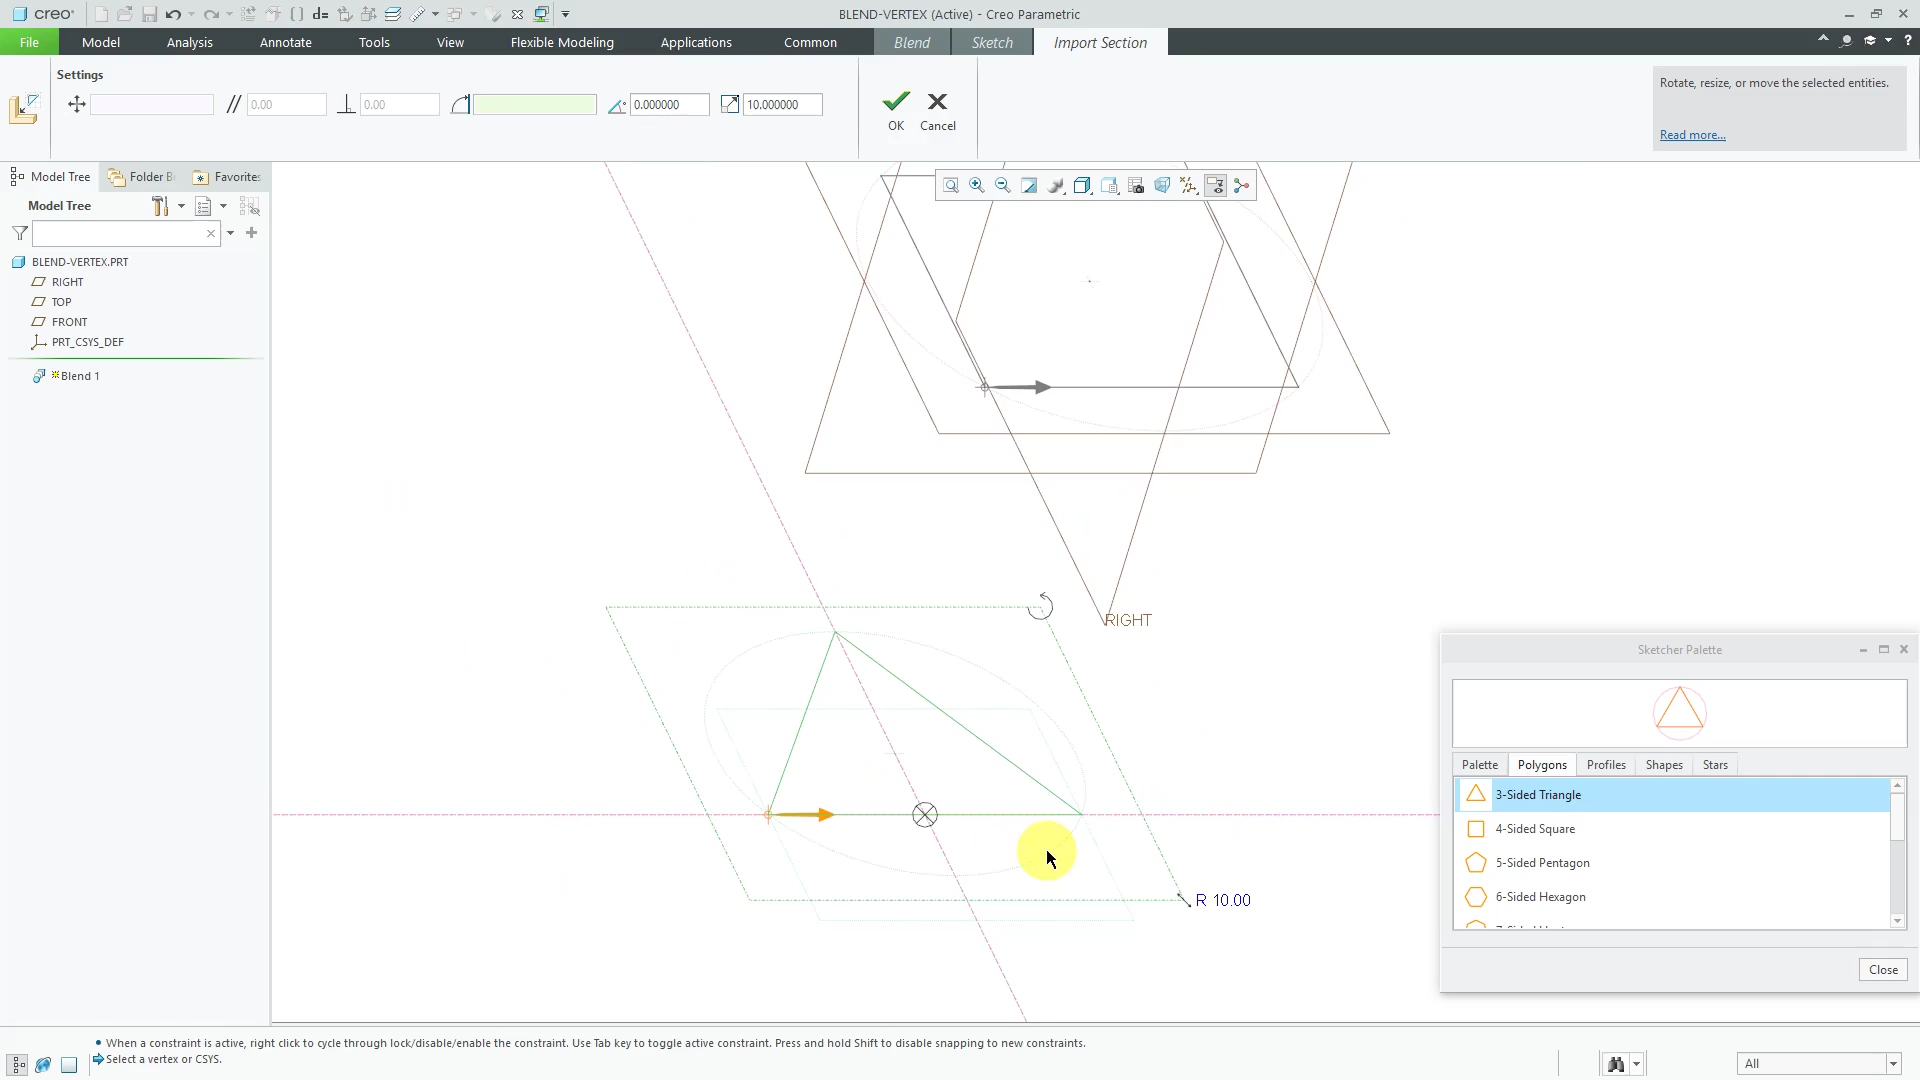 creo
BLEND-VERTEX (Active) - Creo Parametric
File
Model
Analysis
Annotate
Tools
View
Flexible Modeling
Applications
Common
Blend
Sketch
Import Section
Settings
0.00
0.00
0.000000
10.000000
OK
Cancel
Rotate, resize, or move the selected entities.
Read more...
Model Tree
Folder B
Favorites
Model Tree
BLEND-VERTEX.PRT
RIGHT
TOP
FRONT
PRT_CSYS_DEF
Blend 1
RIGHT
R 10.00
Sketcher Palette
Palette
Polygons
Profiles
Shapes
Stars
3-Sided Triangle
4-Sided Square
5-Sided Pentagon
6-Sided Hexagon
Close
When a constraint is active, right click to cycle through lock/disable/enable the constraint. Use Tab key to toggle active constraint. Press and hold Shift to disable snapping to new constraints.
Select a vertex or CSYS.
All